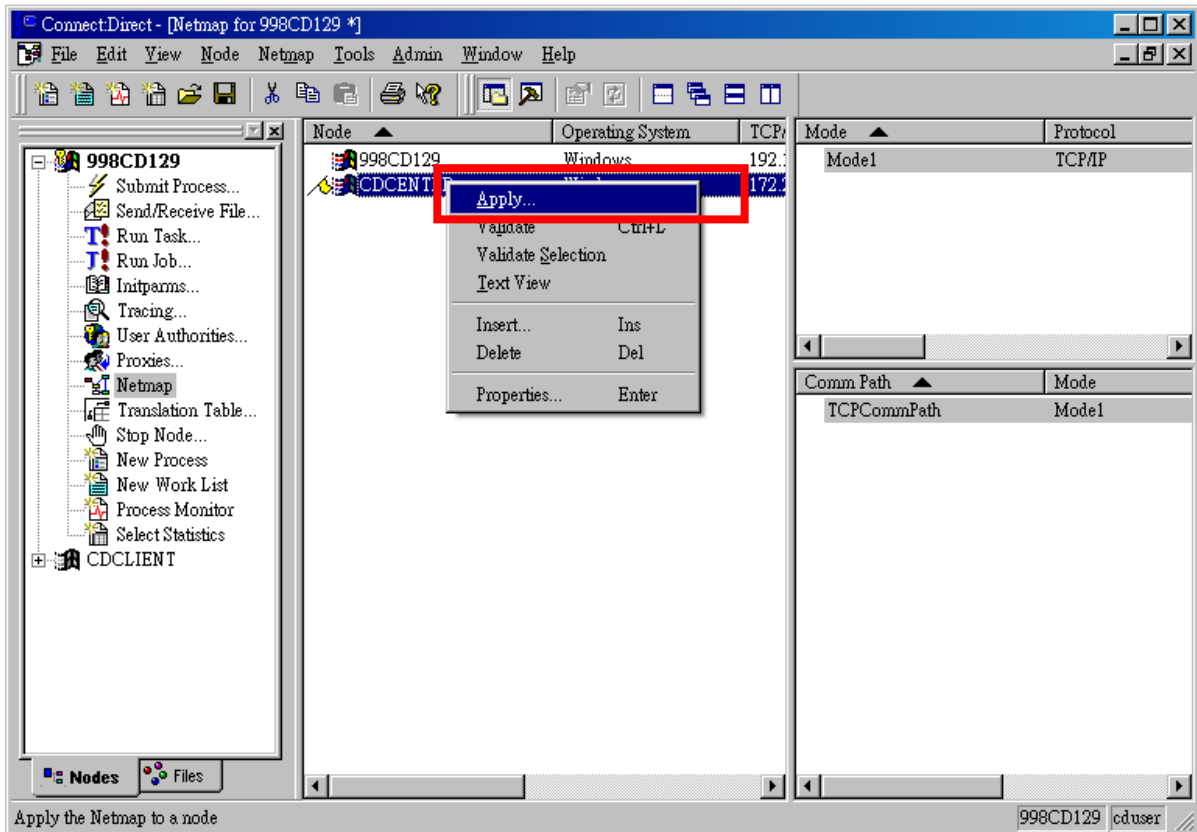 Connect:Direct - [Netmap for 998CD129 *]
File Edit View Node Netmap Tools Admin Window Help
998CD129
Submit Process...
Send/Receive File...
Run Task...
Run Job...
Initparms...
Tracing...
User Authorities...
Proxies...
Netmap
Translation Table...
Stop Node...
New Process
New Work List
Process Monitor
Select Statistics
CDCLIENT
Nodes Files
Node Operating System TCP/
998CD129 Windows 192.
CDCENT 172.
Apply...
Validate Ctrl+L
Validate Selection
Text View
Insert... Ins
Delete Del
Properties... Enter
Mode Protocol
Mode1 TCP/IP
Comm Path Mode
TCPCommPath Mode1
Apply the Netmap to a node 998CD129 cduser